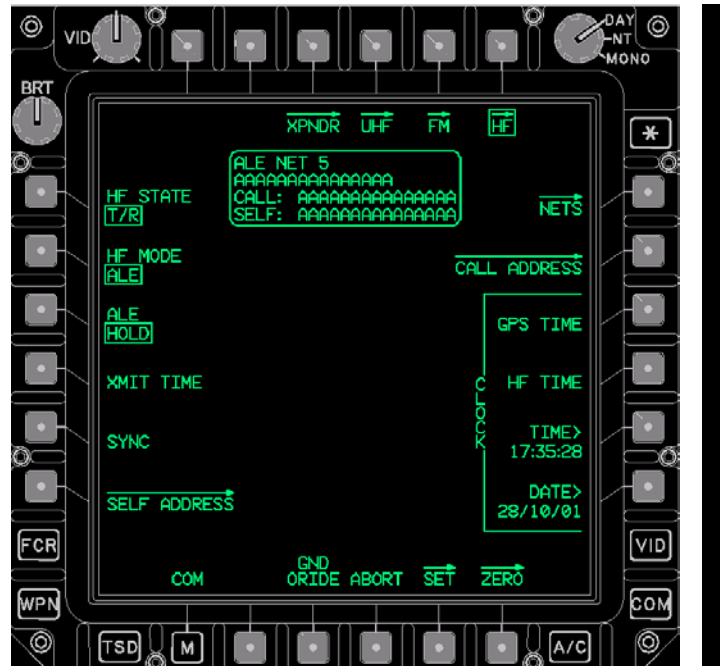 VID
DAY
NT
MONO
BRT
XPNDR UHF FM HF
*
ALE NET 5
AAAAAAAAAAAAAAA
CALL: AAAAAAAAAAAAAAA
SELF: AAAAAAAAAAAAAAA
HF STATE
T/R
NETS
HF MODE
ALE
CALL ADDRESS
ALE
HOLD
GPS TIME
XMIT TIME
HF TIME
CLOCK
SYNC
TIME>
17:35:28
SELF ADDRESS
DATE>
28/10/01
FCR
VID
WPN
COM
COM
GND
ORIDE ABORT SET ZERO
TSD
M
A/C